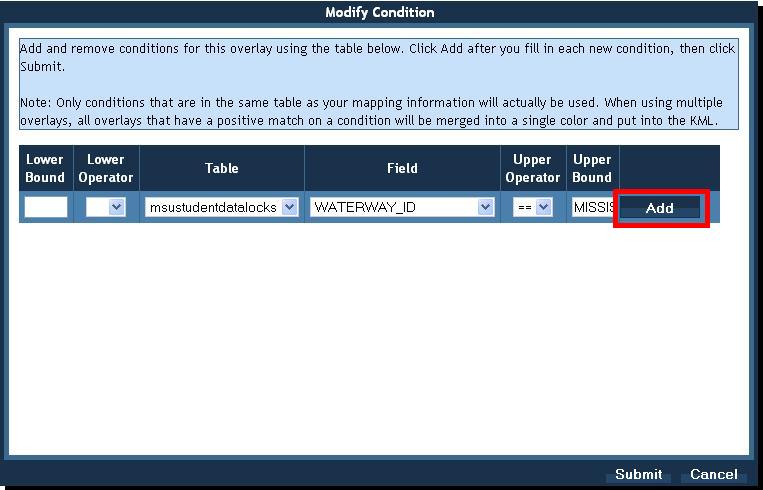 Modify Condition
Add and remove conditions for this overlay using the table below. Click Add after you fill in each new condition, then click
Submit.
Note: Only conditions that are in the same table as your mapping information will actually be used. When using multiple
overlays, all overlays that have a positive match on a condition will be merged into a single color and put into the KML.
Lower Bound Lower Operator Table Field Upper Operator Upper Bound
msustudentdatalocks WATERWAY_ID == MISSIS Add
Submit Cancel